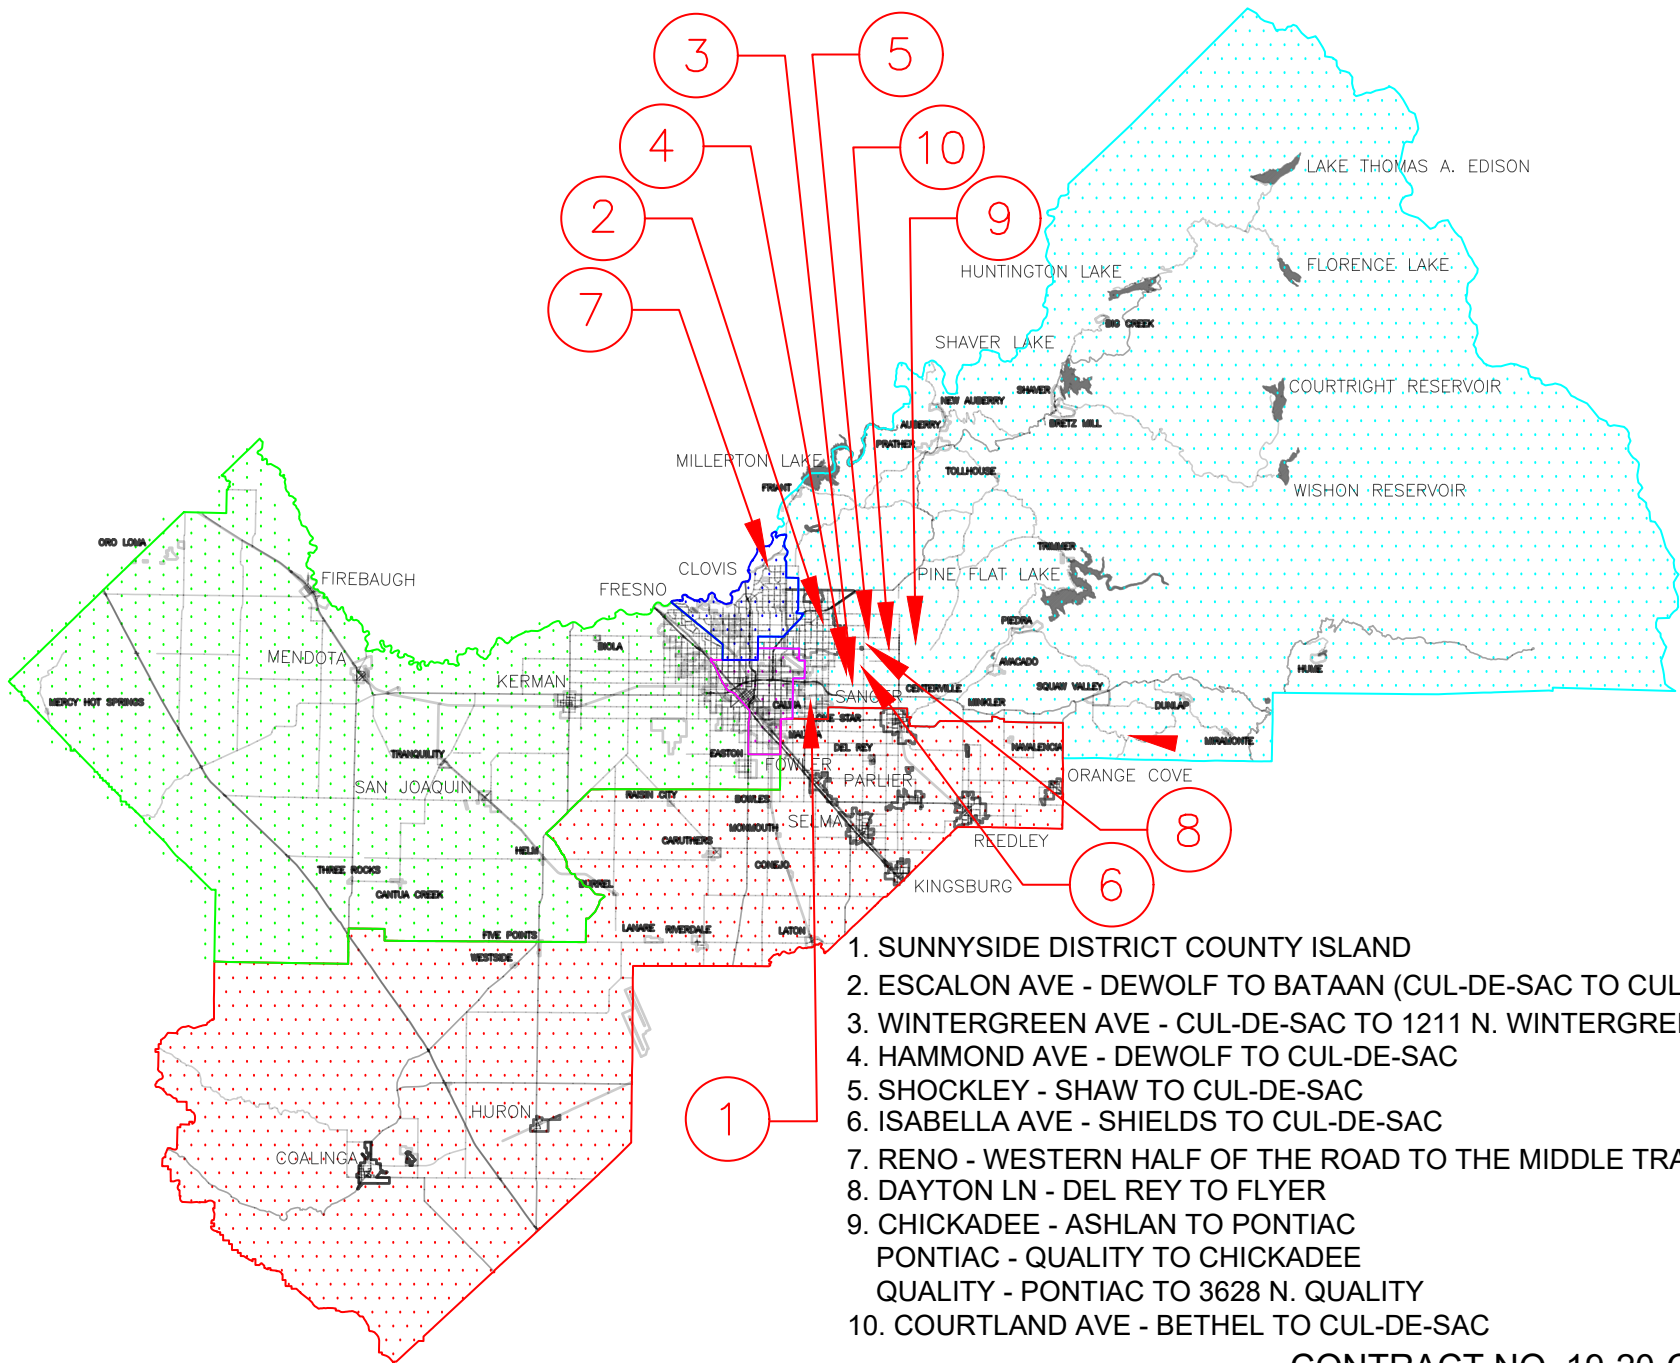 3
5
4
10
2
9
7
LAKE THOMAS A. EDISON
HUNTINGTON LAKE
FLORENCE LAKE
BIG CREEK
SHAVER LAKE
SHAVER
COURTRIGHT RESERVOIR
NEW AUBERRY
AUBERRY
BRETZ MILL
PRATHER
MILLERTON LAKE
TOLLHOUSE
FRIANT
WISHON RESERVOIR
ORO LOMA
TRIMMER
CLOVIS
PINE FLAT LAKE
FIREBAUGH
FRESNO
PIEDRA
BIOLA
MENDOTA
AVACADO
HUME
KERMAN
CENTERVILLE
SQUAW VALLEY
SANGER
MERCY HOT SPRINGS
MINKLER
DUNLAP
CALWA
LONE STAR
MALAGA
MIRAMONTE
DEL REY
NAVALENCIA
TRANQUILITY
EASTON
FOWLER
PARLIER
ORANGE COVE
SAN JOAQUIN
RAISIN CITY
BOWLES
SELMA
MONMOUTH
8
CARUTHERS
REEDLEY
HELM
CONEJO
THREE ROCKS
6
BURREL
KINGSBURG
CANTUA CREEK
LANARE
RIVERDALE
LATON
FIVE POINTS
WESTSIDE
1
HURON
COALINGA
1. SUNNYSIDE DISTRICT COUNTY ISLAND
2. ESCALON AVE - DEWOLF TO BATAAN (CUL-DE-SAC TO CUL
3. WINTERGREEN AVE - CUL-DE-SAC TO 1211 N. WINTERGREE
4. HAMMOND AVE - DEWOLF TO CUL-DE-SAC
5. SHOCKLEY - SHAW TO CUL-DE-SAC
6. ISABELLA AVE - SHIELDS TO CUL-DE-SAC
7. RENO - WESTERN HALF OF THE ROAD TO THE MIDDLE TRA
8. DAYTON LN - DEL REY TO FLYER
9. CHICKADEE - ASHLAN TO PONTIAC
PONTIAC - QUALITY TO CHICKADEE
QUALITY - PONTIAC TO 3628 N. QUALITY
10. COURTLAND AVE - BETHEL TO CUL-DE-SAC
CONTRACT NO. 19-20-C